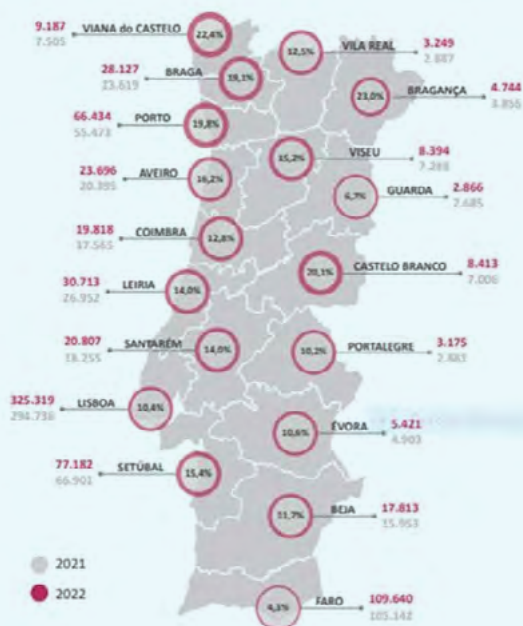 9.187 VIANA do CASTELO 22,4%
7.505
12,5% VILA REAL 3.249
2.887
28.127 BRAGA 19,1%
23.619
23,0% BRAGANÇA 4.744
3.856
66.434 PORTO 19,8%
55.473
15,2% VISEU 8.394
7.288
23.696 AVEIRO 16,2%
20.395
6,7% GUARDA 2.866
2.685
19.818 COIMBRA 12,8%
17.565
20,1% CASTELO BRANCO 8.413
7.006
30.713 LEIRIA 14,0%
26.952
20.807 SANTARÉM 14,0%
18.255
10,2% PORTALEGRE 3.175
325.319 LISBOA 10,4%
294.736
10,6% ÉVORA 5.421
4.903
77.182 SETÚBAL 15,4%
66.901
11,7% BEJA 17.813
15.953
2021
2022
4,3% FARO 109.640
105.142